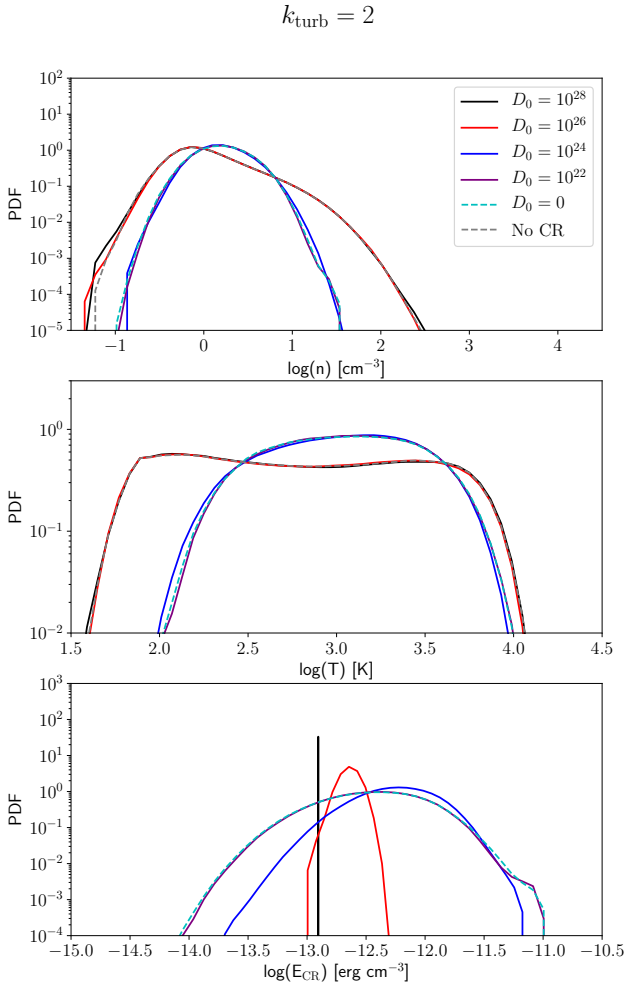 k_turb = 2
10^2
10^1
10^0
10^-1
10^-2
10^-3
10^-4
10^-5
PDF
D_0 = 10^28
D_0 = 10^26
D_0 = 10^24
D_0 = 10^22
D_0 = 0
No CR
−1 0 1 2 3 4
log(n) [cm^−3]
10^0
10^-1
10^-2
PDF
1.5 2.0 2.5 3.0 3.5 4.0 4.5
log(T) [K]
10^3
10^2
10^1
10^0
10^-1
10^-2
10^-3
10^-4
PDF
−15.0 −14.5 −14.0 −13.5 −13.0 −12.5 −12.0 −11.5 −11.0 −10.5
log(E_CR) [erg cm^−3]